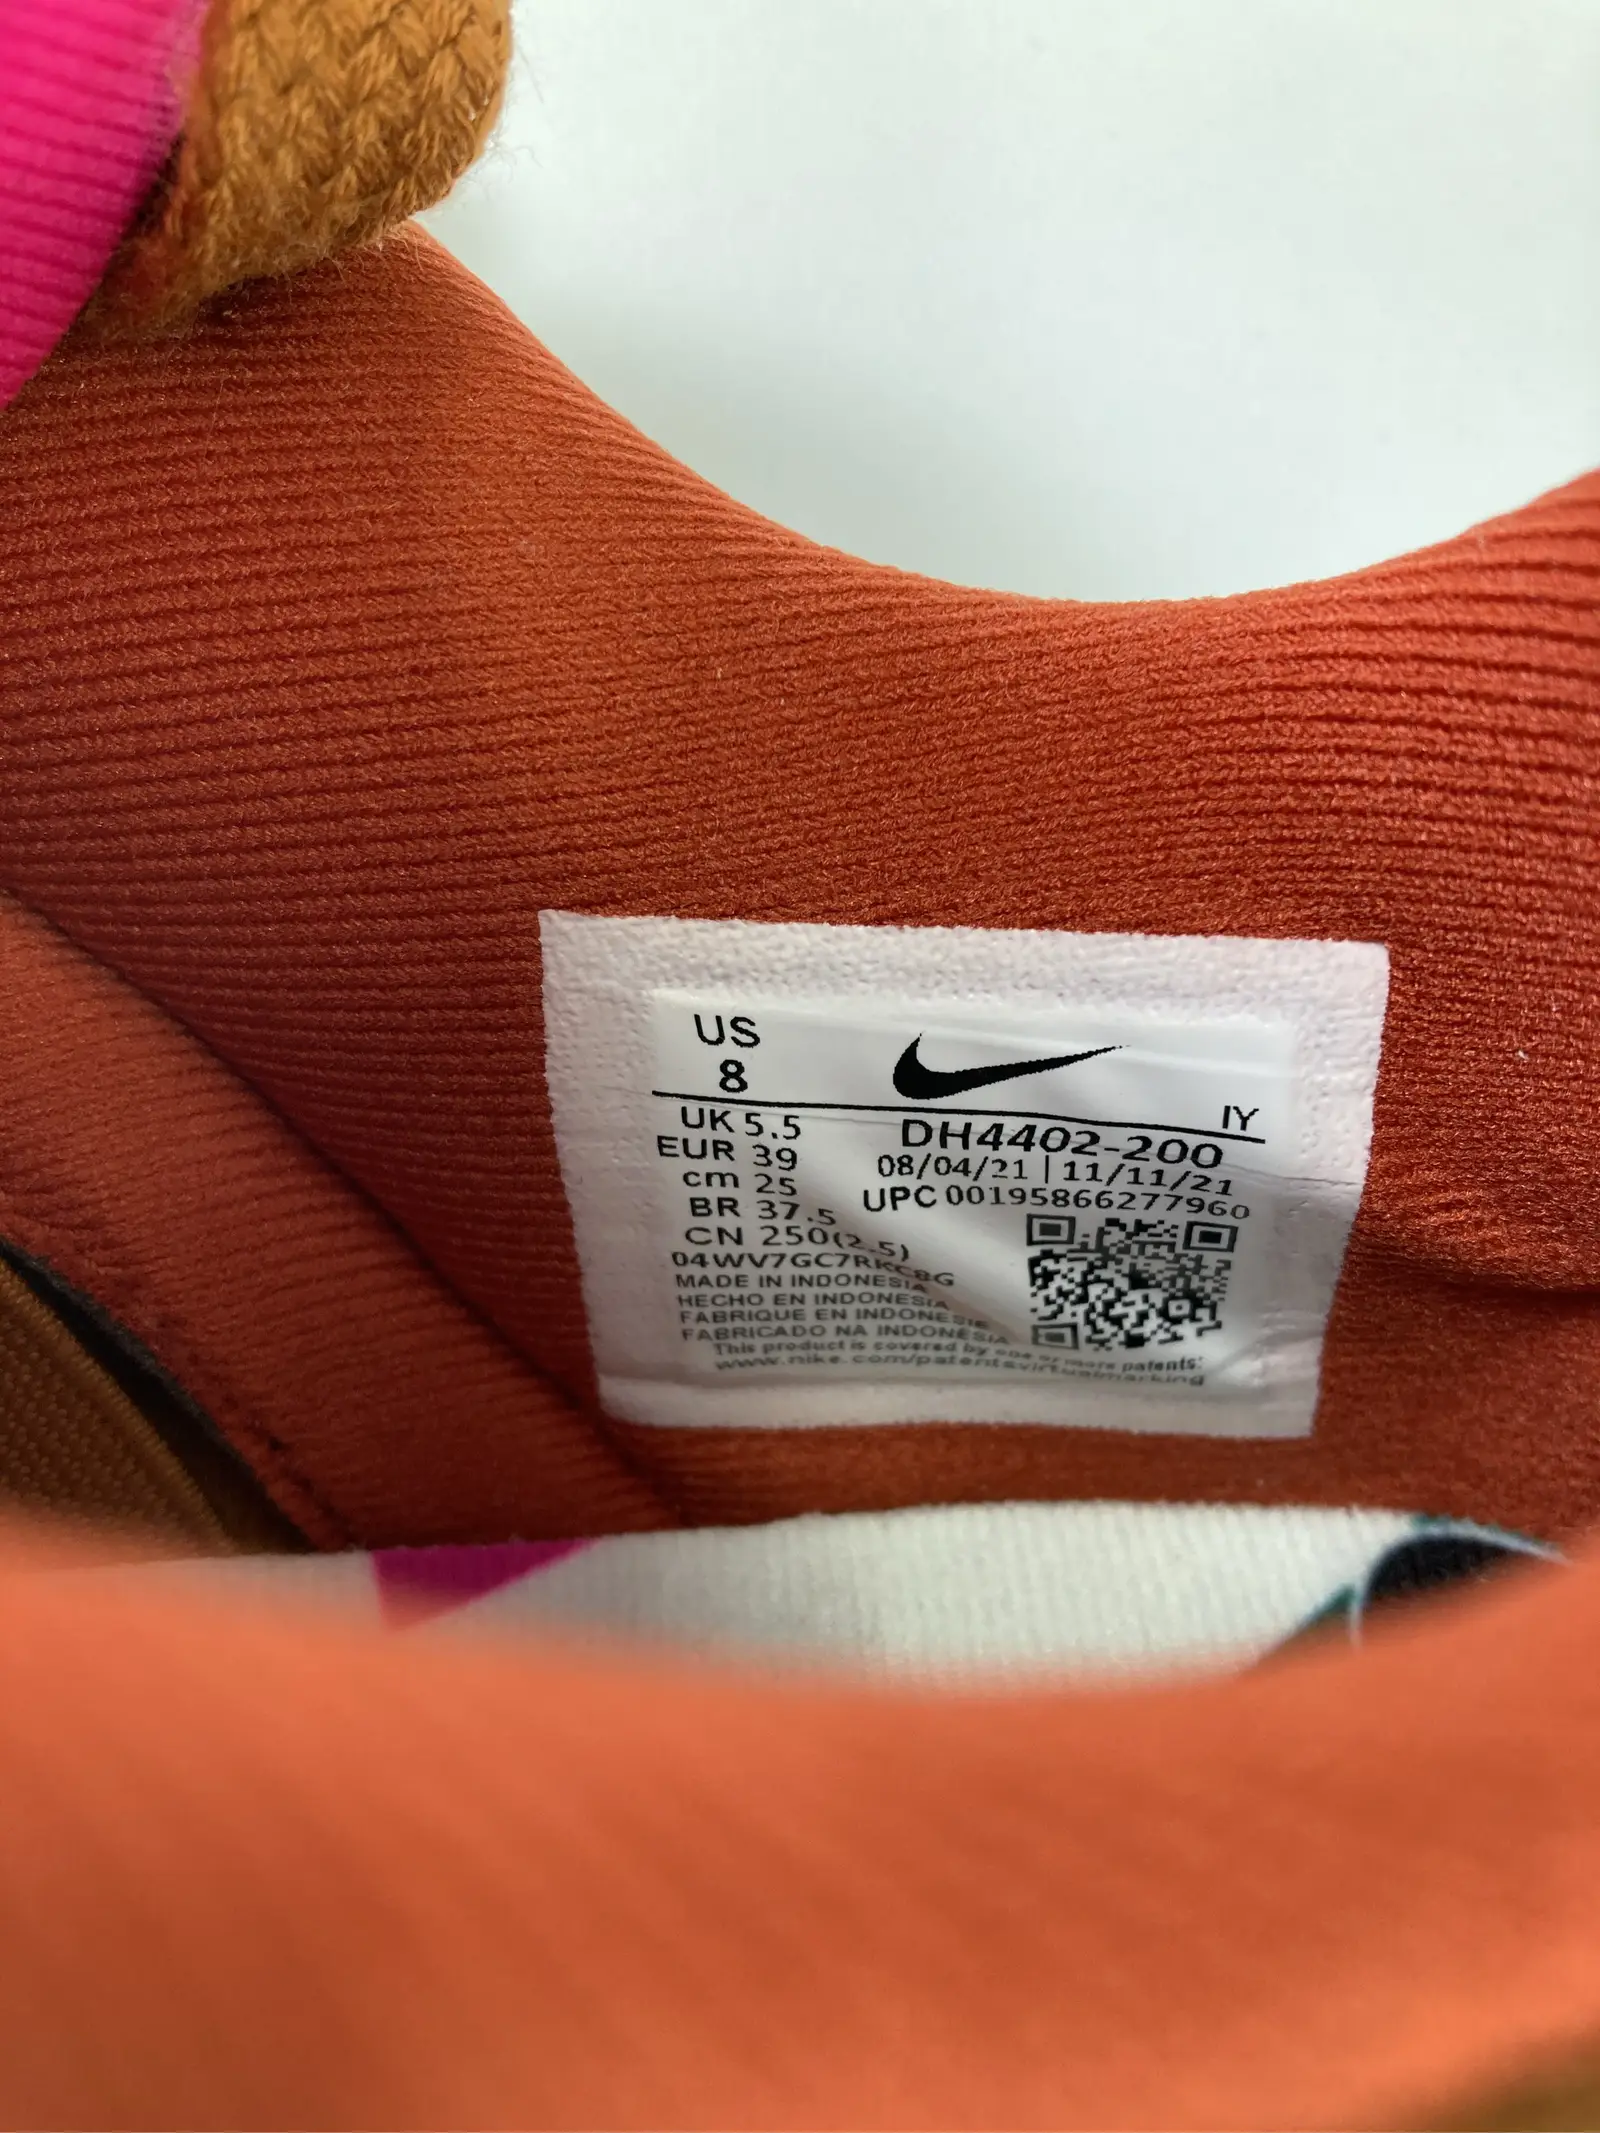 US
8
IY
UK 5.5
EUR 39
cm 25
BR 37.5
CN 250(2.5)
DH4402-200
08/04/21 | 11/11/21
UPC 00195866277960
04WV7GC7RKC8G
MADE IN INDONESIA
HECHO EN INDONESIA
FABRIQUE EN INDONESIE
FABRICADO NA INDONESIA
This product is covered by one or more patents:
www.nike.com/patentsvirtualmarking